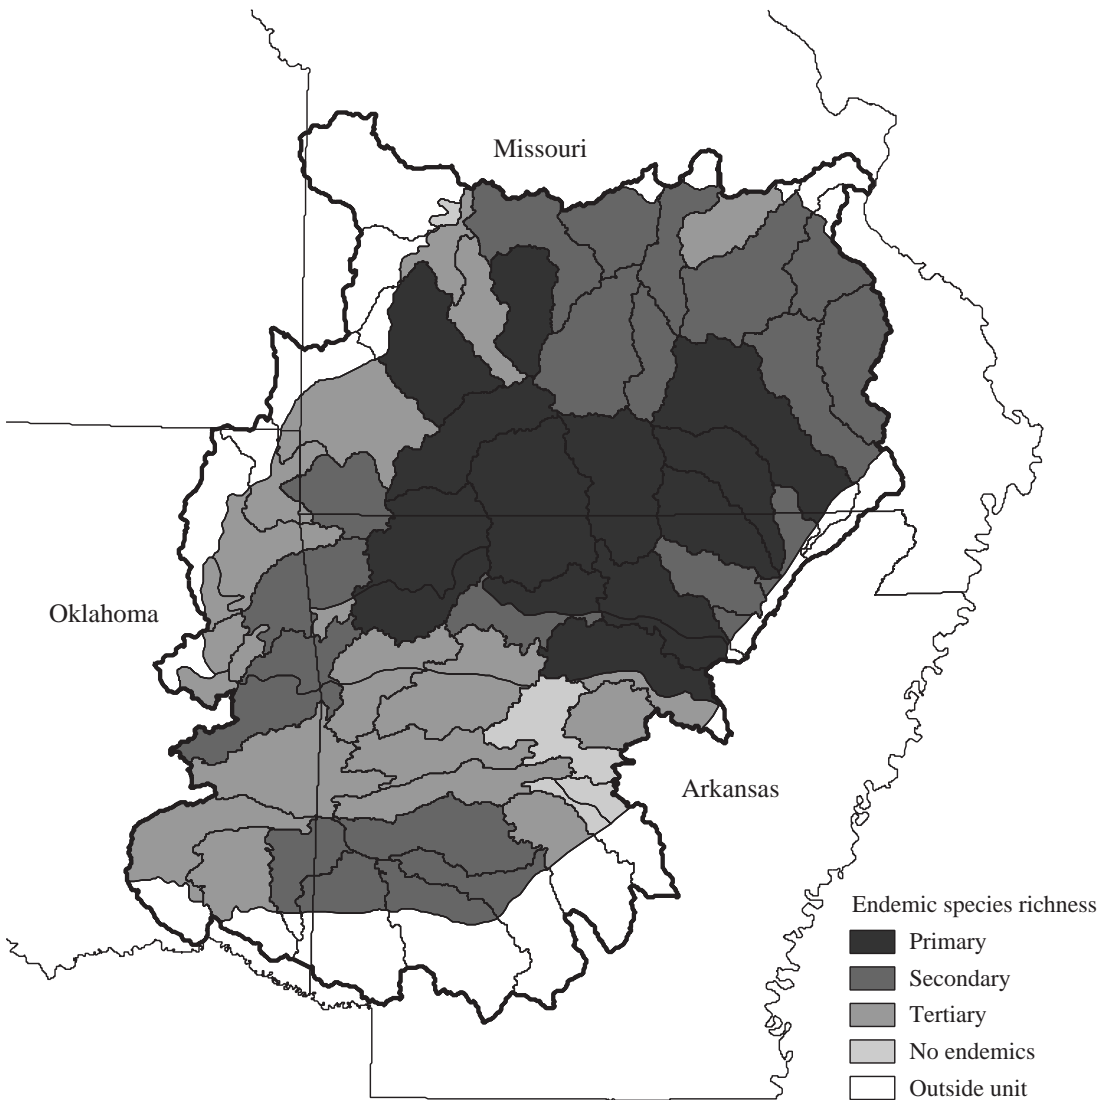 Missouri
Oklahoma
Arkansas
Endemic species richness
Primary
Secondary
Tertiary
No endemics
Outside unit